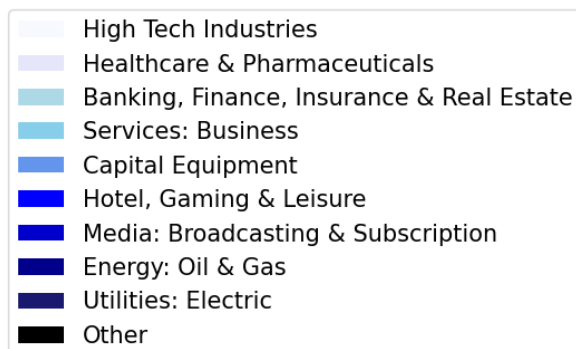 High Tech Industries
Healthcare & Pharmaceuticals
Banking, Finance, Insurance & Real Estate
Services: Business
Capital Equipment
Hotel, Gaming & Leisure
Media: Broadcasting & Subscription
Energy: Oil & Gas
Utilities: Electric
Other